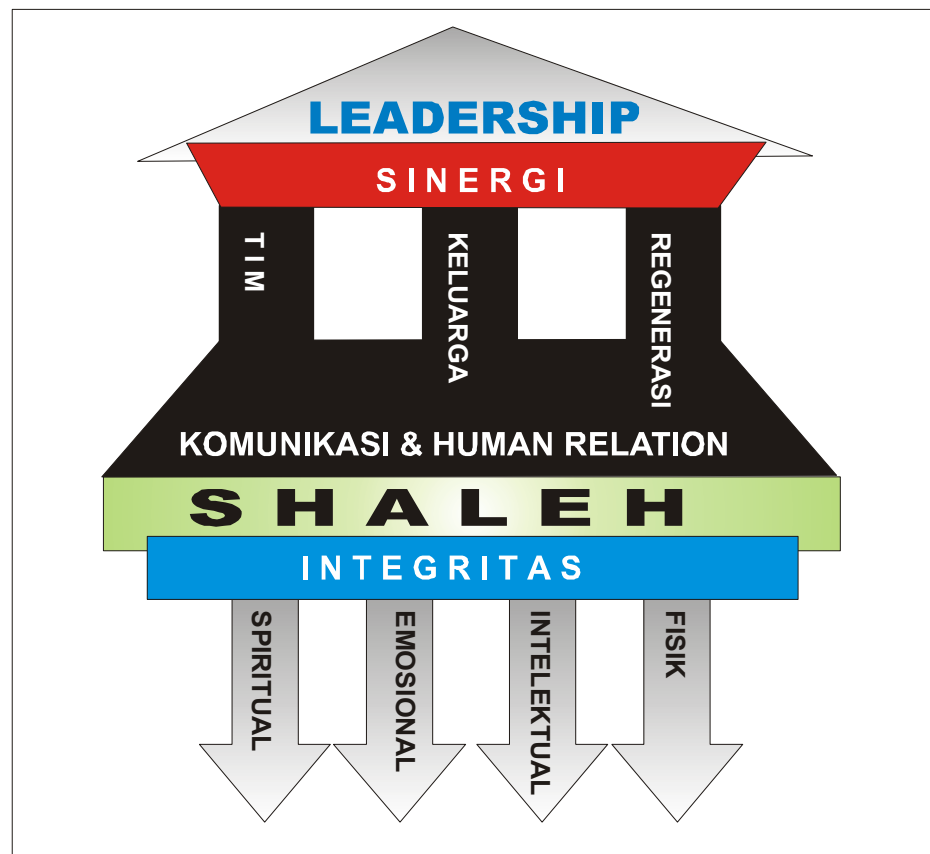 LEADERSHIP
SINERGI
TIM
KELUARGA
REGENERASI
KOMUNIKASI & HUMAN RELATION
SHALEH
INTEGRITAS
SPIRITUAL
EMOSIONAL
INTELEKTUAL
FISIK